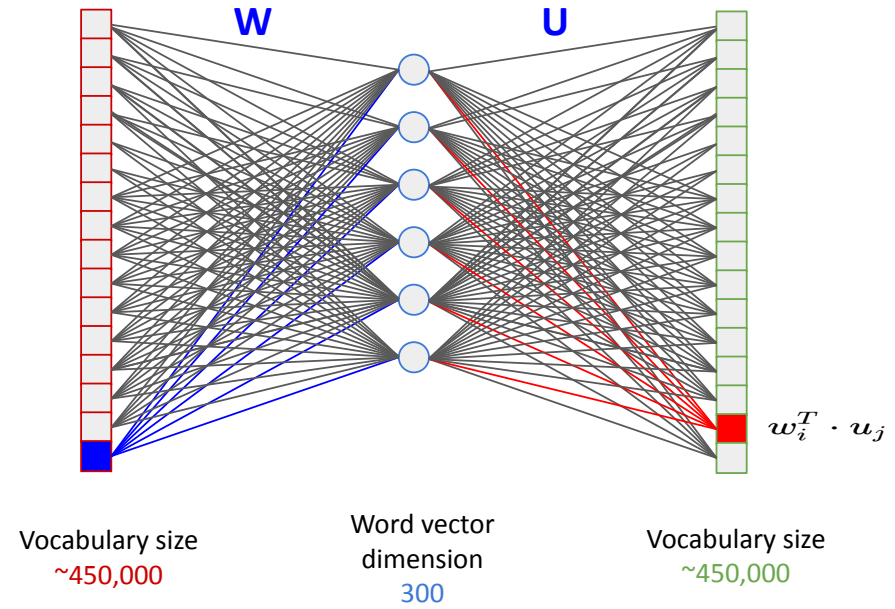 W
U
w_i^T · u_j
Vocabulary size
~450,000
Word vector
dimension
300
Vocabulary size
~450,000